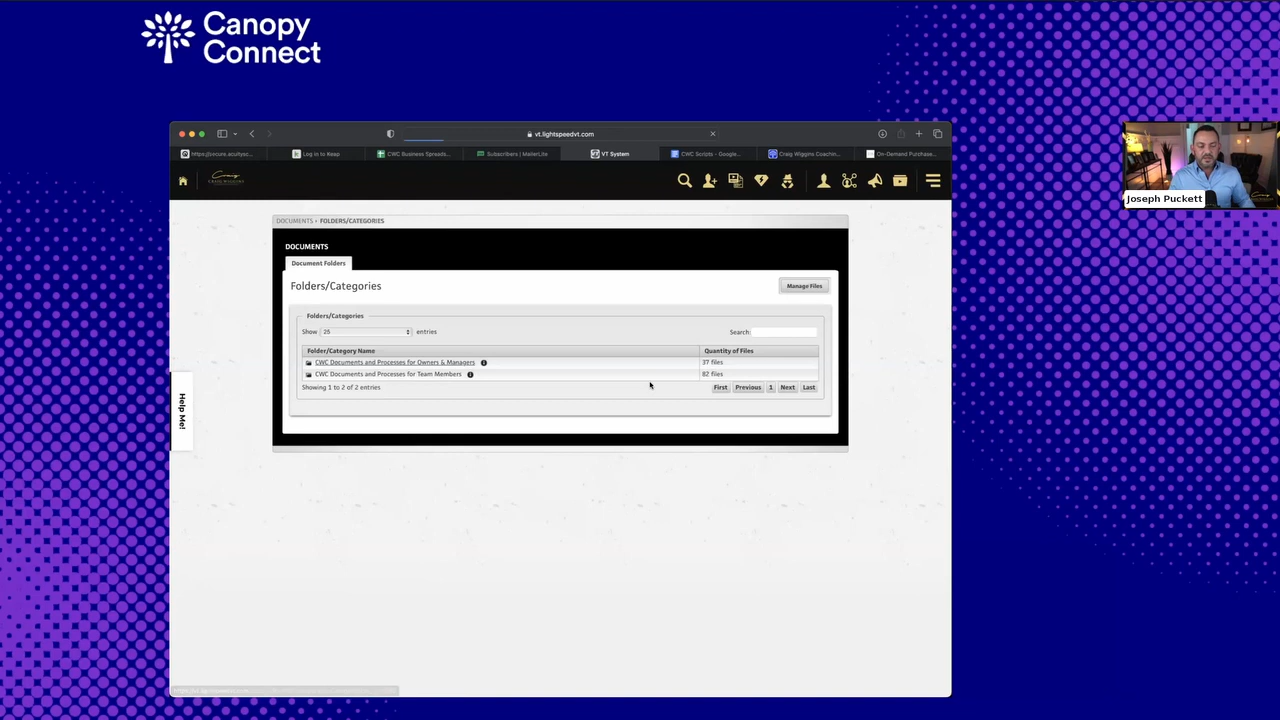 Canopy
Connect
vt.lightspeedvt.com
https://secure.acuitysc...
Log in to Keap
CWC Business Spreads...
Subscribers | MailerLite
VT System
CWC Scripts - Google...
Craig Wiggins Coachin...
On-Demand Purchase...
DOCUMENTS › FOLDERS/CATEGORIES
DOCUMENTS
Document Folders
Folders/Categories
Manage Files
Folders/Categories
Show 25 entries
Search:
Folder/Category Name Quantity of Files
CWC Documents and Processes for Owners & Managers 37 files
CWC Documents and Processes for Team Members 82 files
Showing 1 to 2 of 2 entries
First Previous 1 Next Last
Help Me!
Joseph Puckett